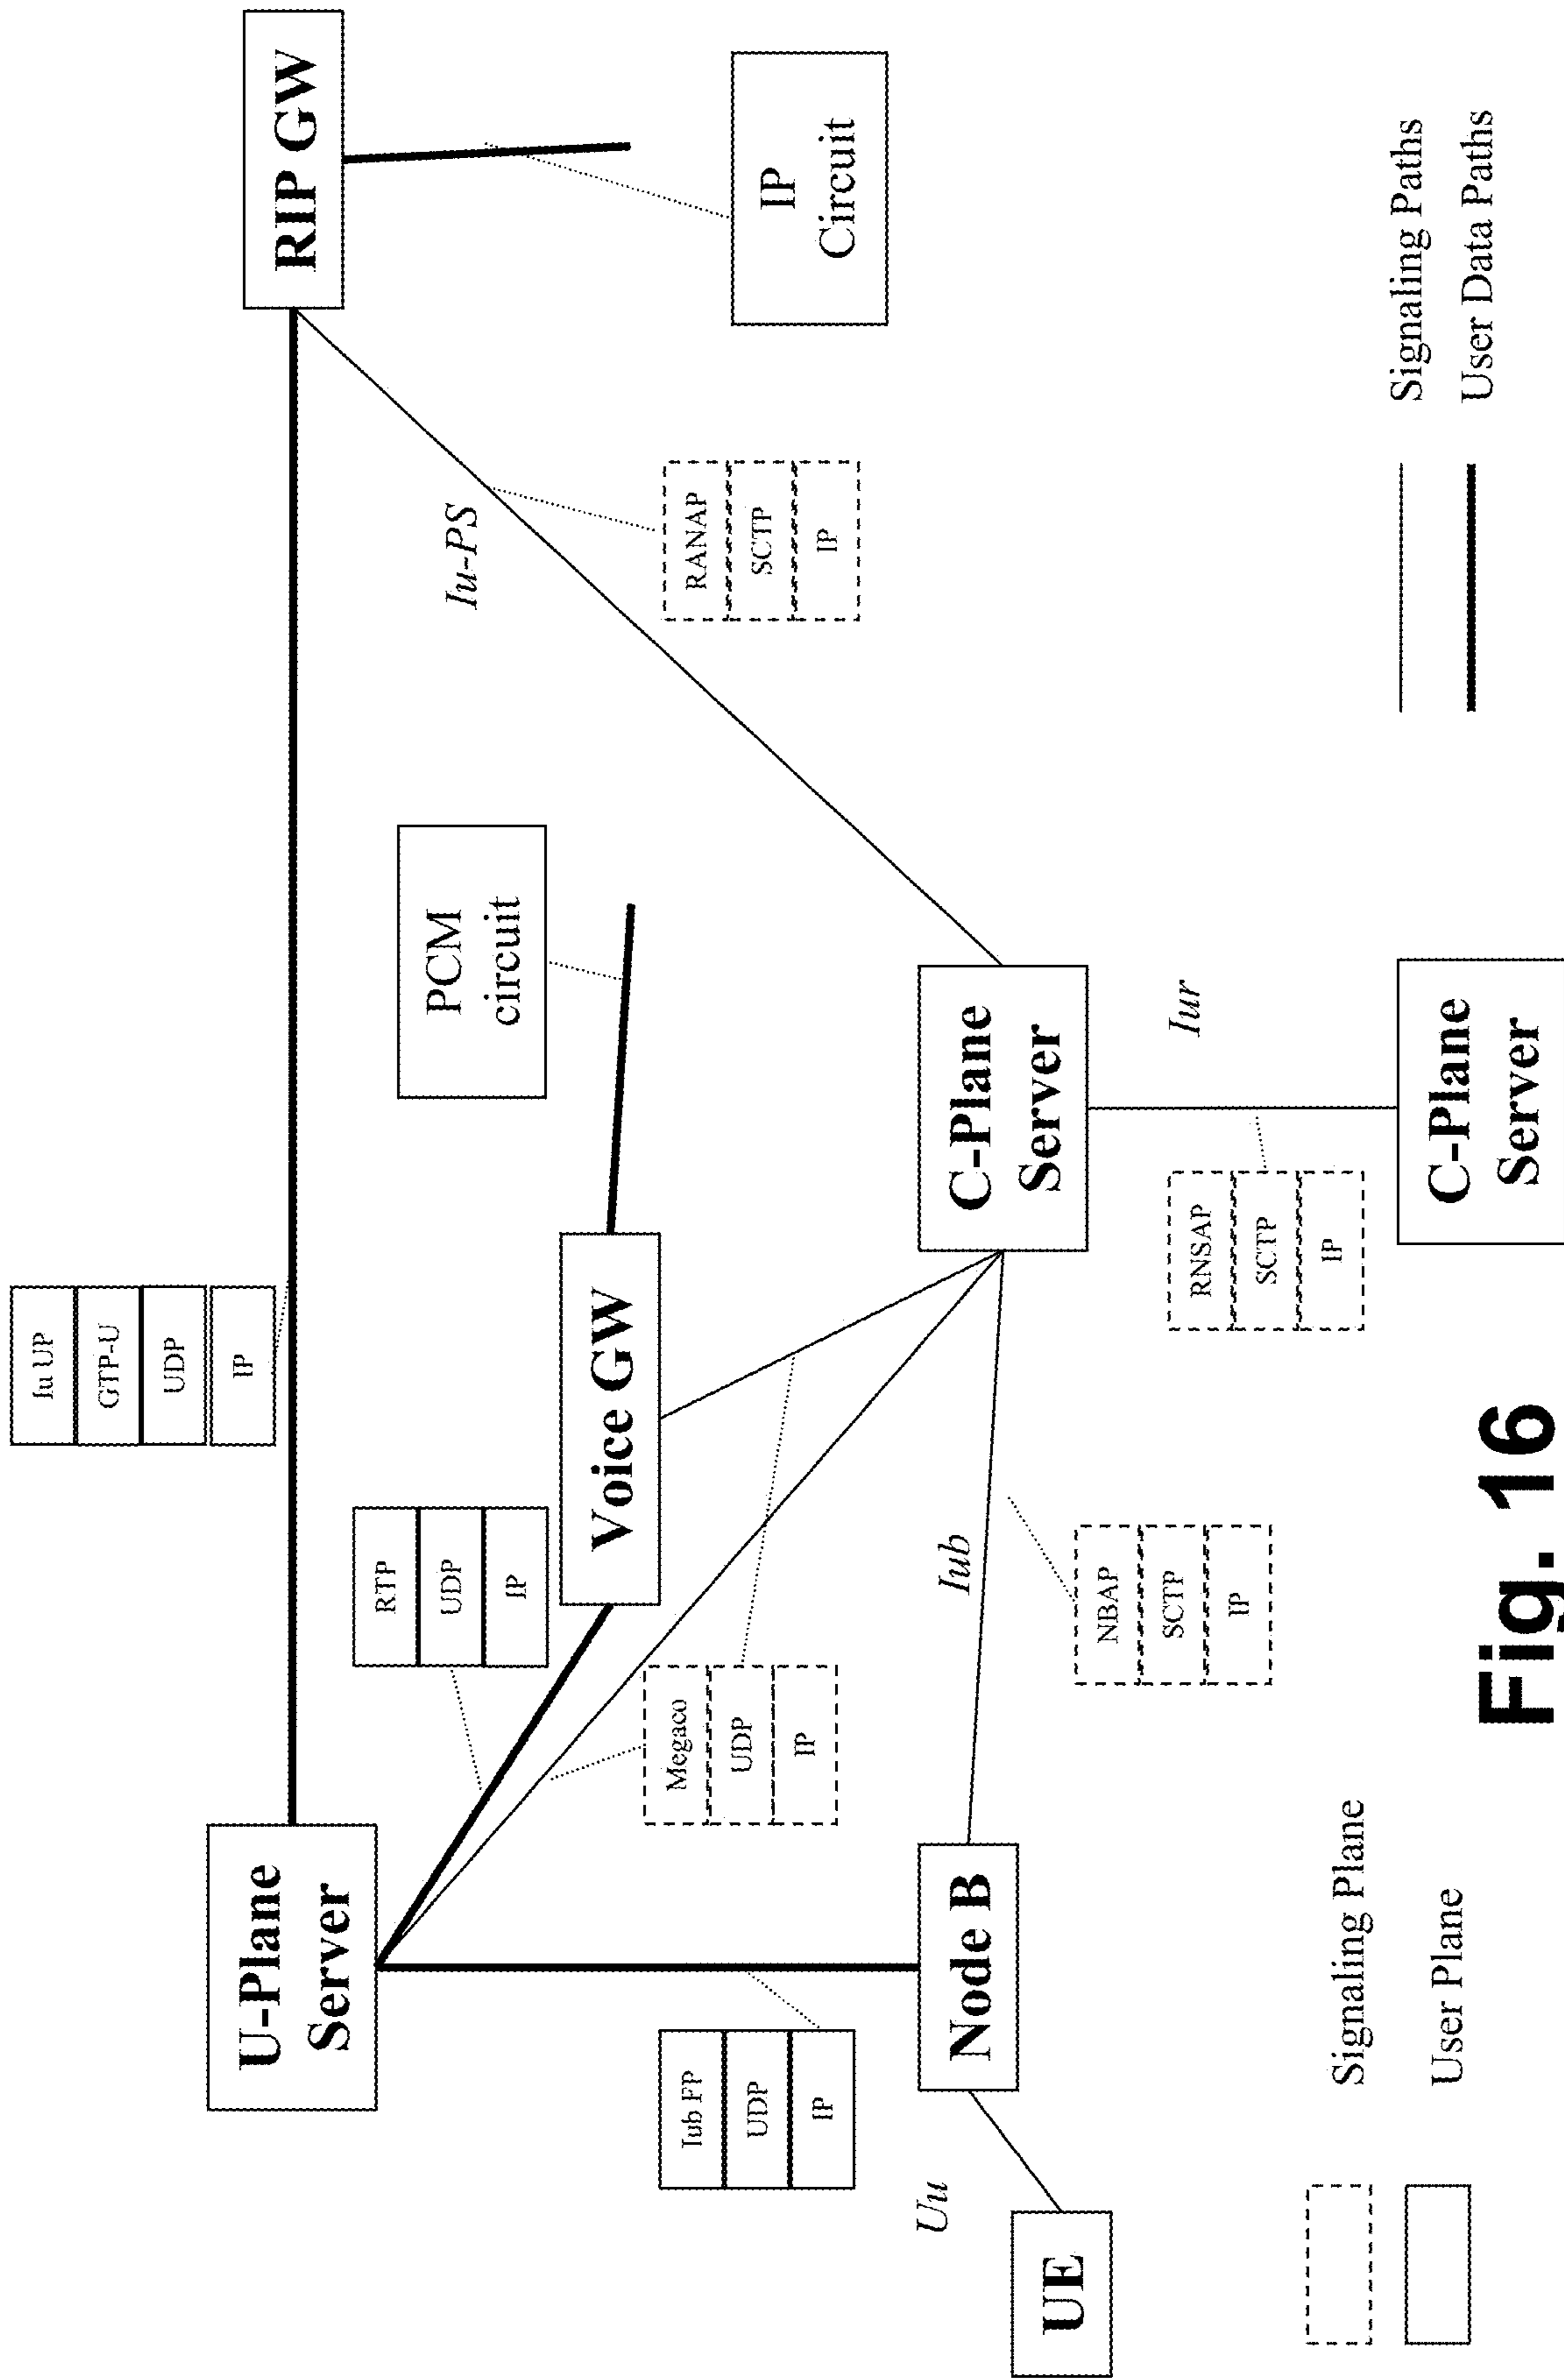 Iu UP
GTP-U
UDP
IP
U-Plane
Server
RIP GW
RTP
UDP
IP
PCM
circuit
Iu-PS
Voice GW
Iub FP
UDP
IP
Megaco
UDP
IP
RANAP
SCTP
IP
IP
Circuit
Uu
Node B
Iub
C-Plane
Server
UE
NBAP
SCTP
IP
RNSAP
SCTP
IP
Iur
Signaling Plane
User Plane
C-Plane
Server
Signaling Paths
User Data Paths
Fig. 16